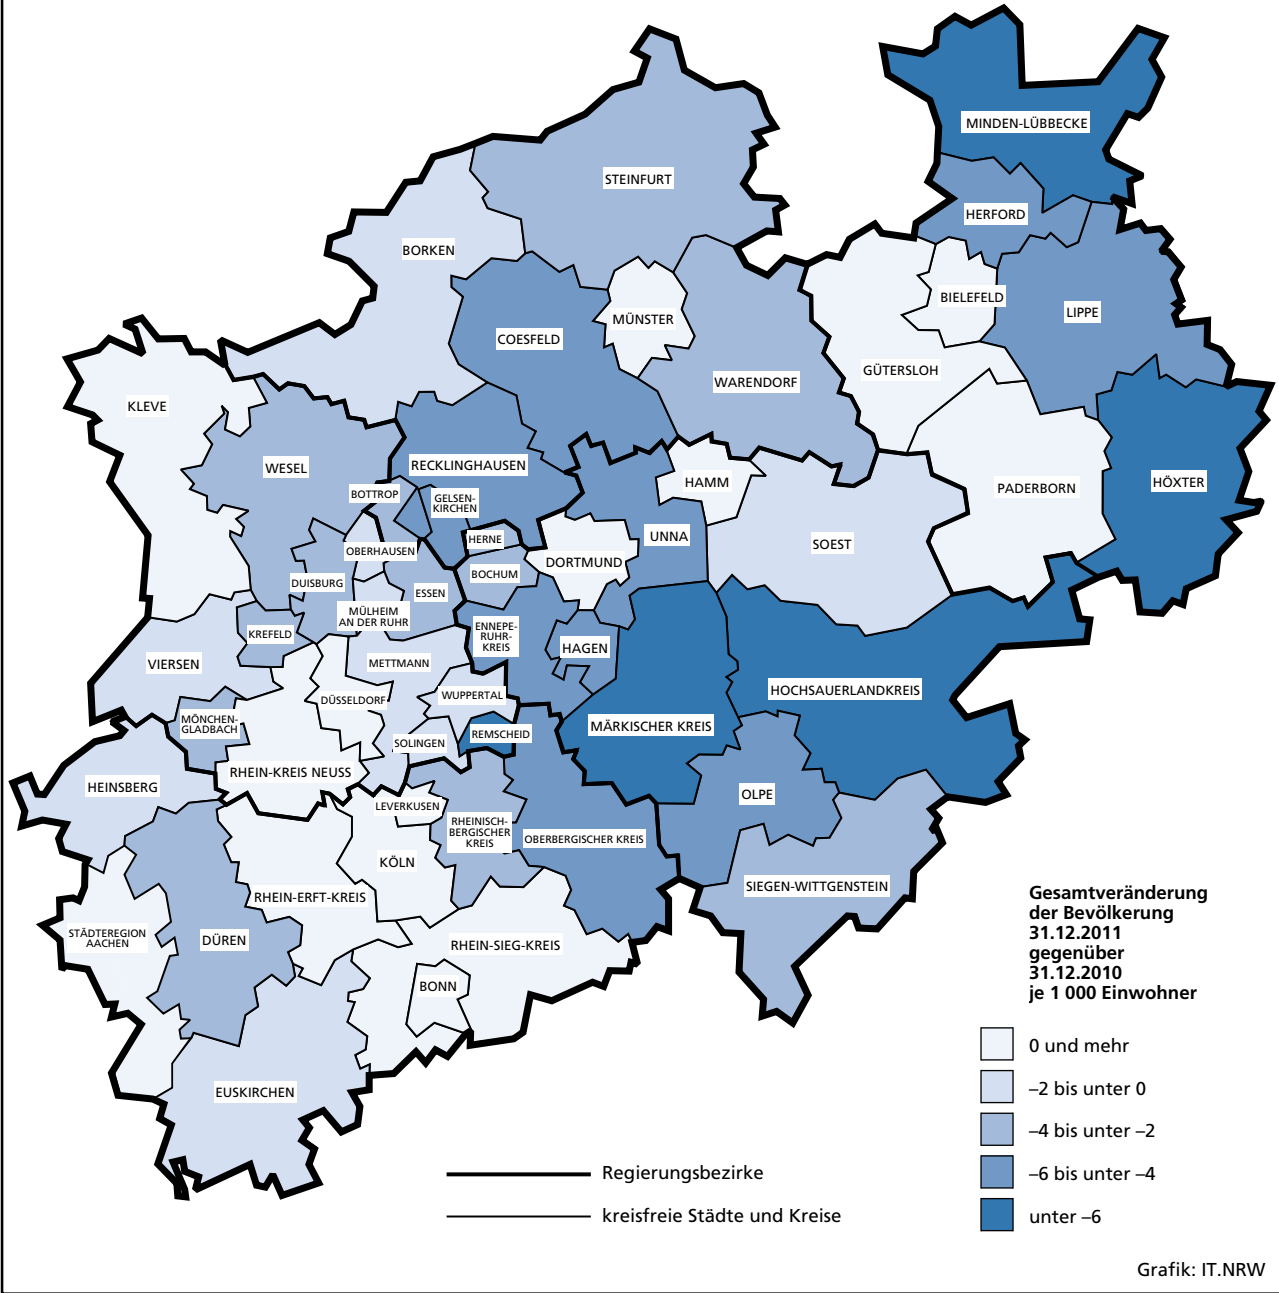 MINDEN-LÜBBECKE
STEINFURT
HERFORD
BORKEN
BIELEFELD
LIPPE
MÜNSTER
COESFELD
GÜTERSLOH
WARENDORF
KLEVE
RECKLINGHAUSEN
WESEL
HAMM
HÖXTER
PADERBORN
BOTTROP
GELSEN-
KIRCHEN
UNNA
HERNE
SOEST
OBERHAUSEN
DORTMUND
BOCHUM
DUISBURG
ESSEN
MÜLHEIM
AN DER RUHR
KREFELD
ENNEPE-
RUHR-
KREIS
HAGEN
VIERSEN
METTMANN
HOCHSAUERLANDKREIS
WUPPERTAL
DÜSSELDORF
MÖNCHEN-
GLADBACH
MÄRKISCHER KREIS
REMSCHEID
SOLINGEN
RHEIN-KREIS NEUSS
HEINSBERG
OLPE
LEVERKUSEN
RHEINISCH-
BERGISCHER
KREIS
OBERBERGISCHER KREIS
KÖLN
SIEGEN-WITTGENSTEIN
RHEIN-ERFT-KREIS
STÄDTEREGION
AACHEN
DÜREN
RHEIN-SIEG-KREIS
BONN
EUSKIRCHEN
Gesamtveränderung
der Bevölkerung
31.12.2011
gegenüber
31.12.2010
je 1 000 Einwohner
0 und mehr
–2 bis unter 0
–4 bis unter –2
–6 bis unter –4
unter –6
Regierungsbezirke
kreisfreie Städte und Kreise
Grafik: IT.NRW